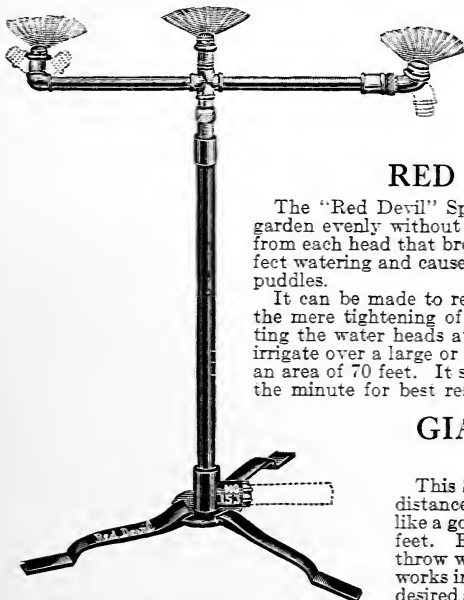 RED
The "Red Devil" Sp
garden evenly without
from each head that bre
fect watering and cause
puddles.
It can be made to re
the mere tightening of
ting the water heads a
irrigate over a large or
an area of 70 feet. It s
the minute for best re
GIA
This S
distance
like a go
feet.
throw w
works in
desired
NO
153
Red Devil